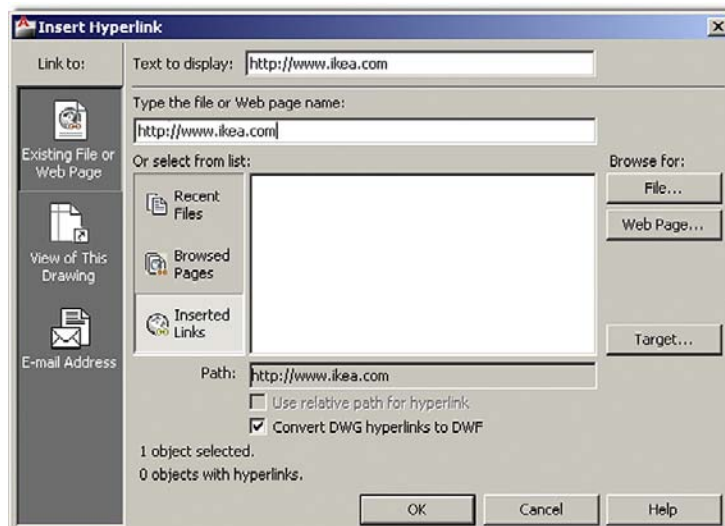 Insert Hyperlink
Link to:
Text to display: http://www.ikea.com
Type the file or Web page name:
http://www.ikea.com
Existing File or
Web Page
View of This
Drawing
E-mail Address
Or select from list:
Recent
Files
Browsed
Pages
Inserted
Links
Browse for:
File...
Web Page...
Target...
Path: http://www.ikea.com
Use relative path for hyperlink
Convert DWG hyperlinks to DWF
1 object selected.
0 objects with hyperlinks.
OK Cancel Help